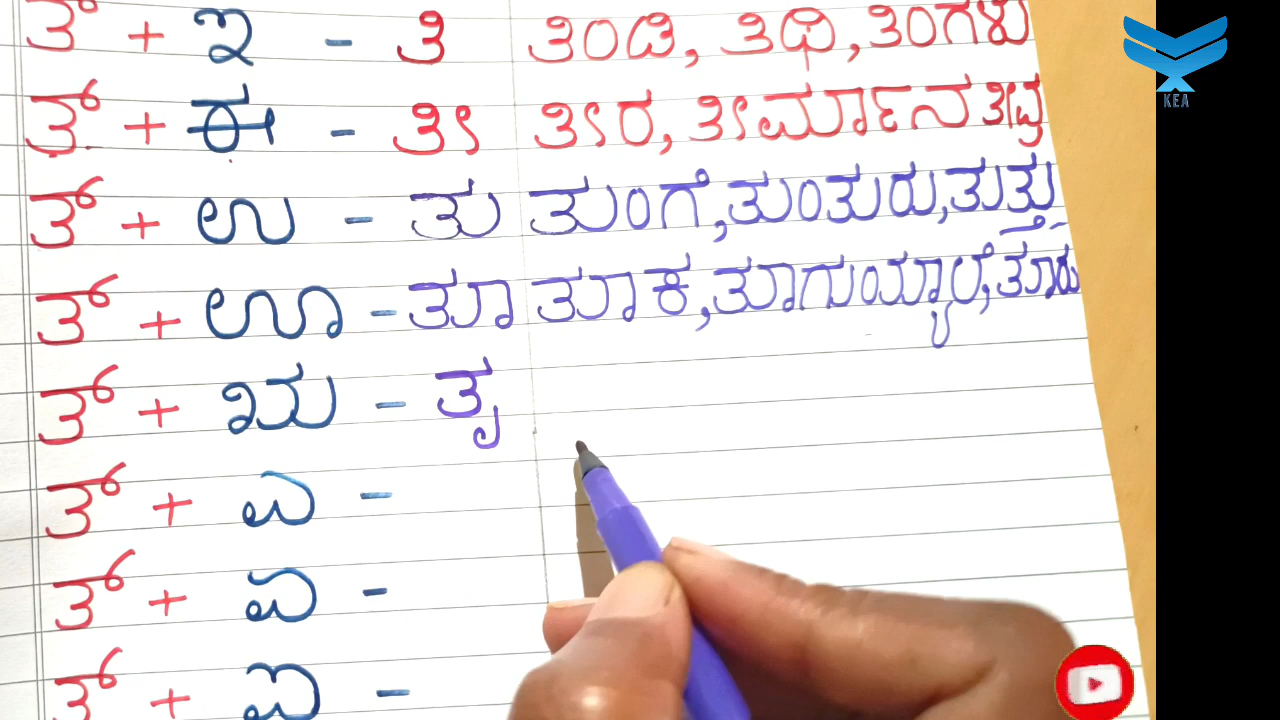 ತ್ + ಇ - ತಿ ತಿಂಡಿ, ತಿಥಿ, ತಿಂಗಳು
ತ್ + ಈ - ತೀ ತೀರ, ತೀರ್ಮಾನ ತೀವ್ರ
ತ್ + ಉ - ತು ತುಂಗೆ, ತುಂತುರು, ತುತ್ತು
ತ್ + ಊ - ತೂ ತೂಕ, ತೂಗುಯ್ಯಾಲೆ, ತೂರು
ತ್ + ಋ - ತೃ
ತ್ + ಎ -
ತ್ + ಏ -
ತ್ + ಐ -
KEA